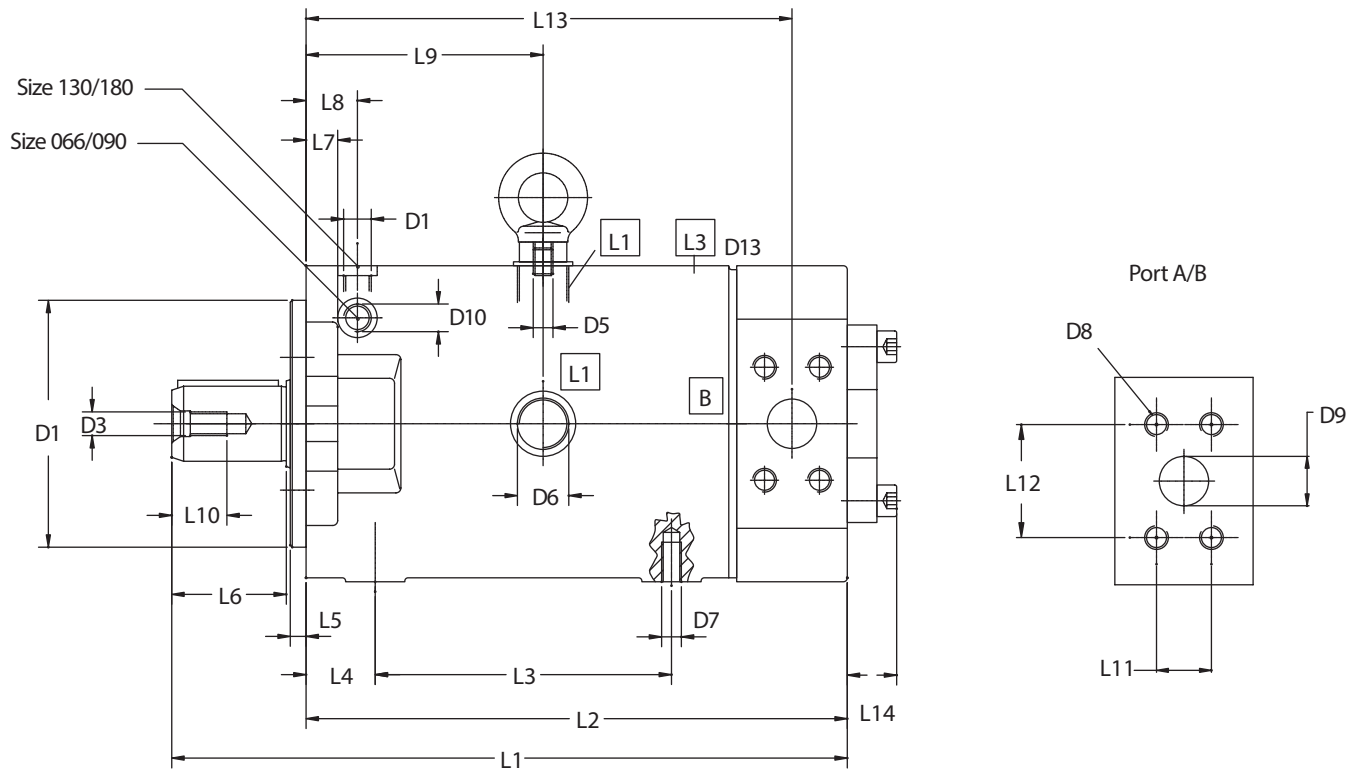 L13
L9
Size 130/180
L8
Size 066/090
L7
D1
L1
L3
D13
Port A/B
D10
D5
D8
L1
B
D9
D1
D3
L12
D6
L10
L6
D7
L5
L4
L3
L11
L2
L14
L1